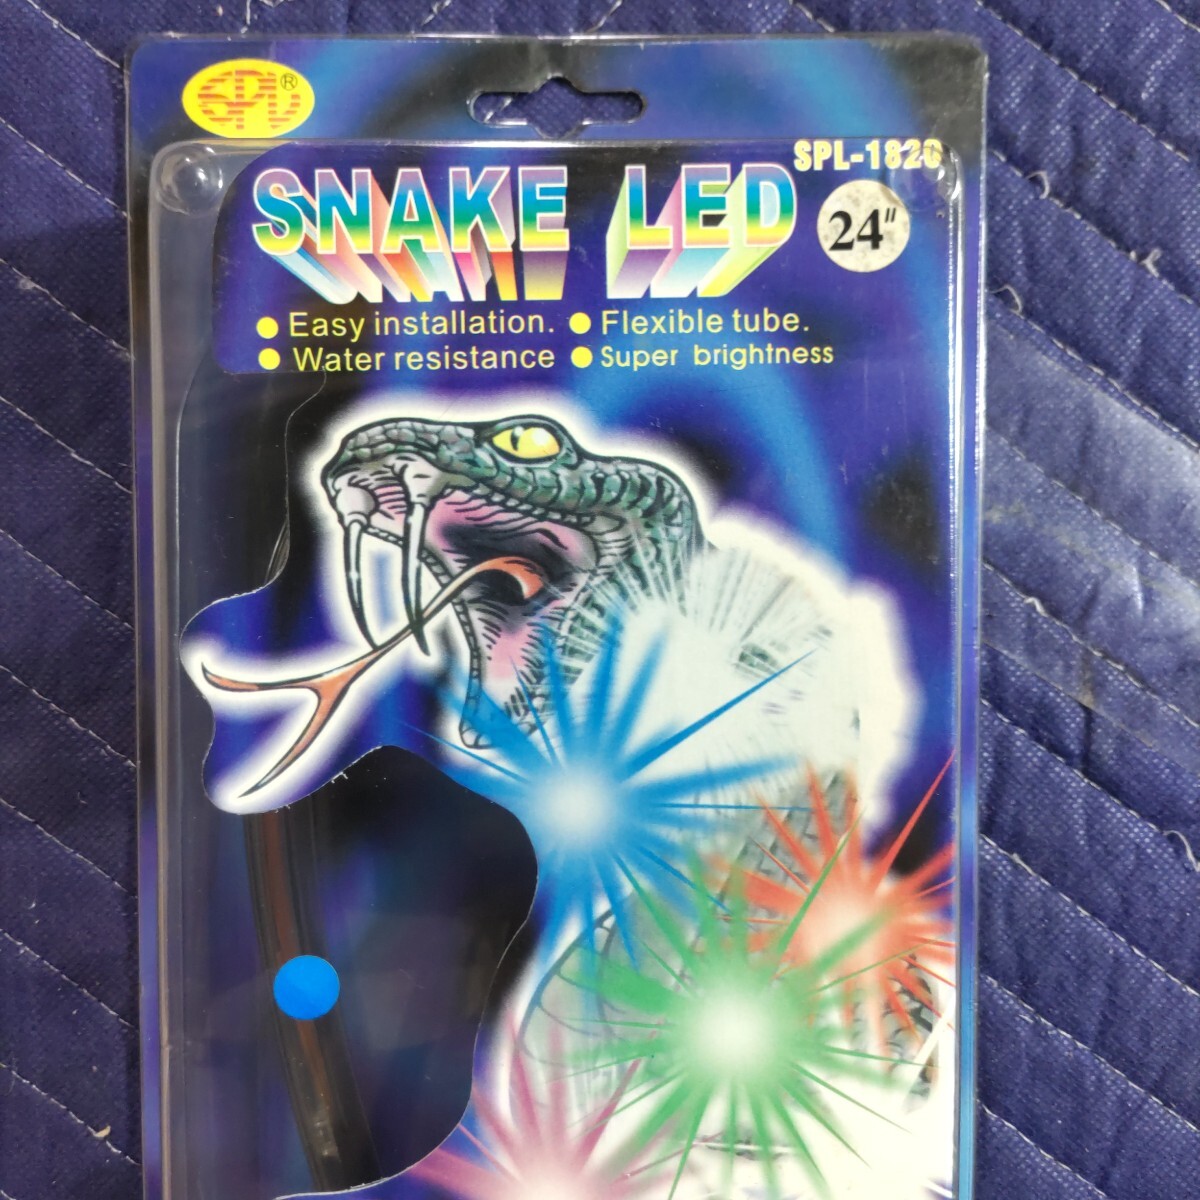 SPL®
SNAKE LED
SPL-1820
24"
● Easy installation. ● Flexible tube.
● Water resistance ● Super brightness